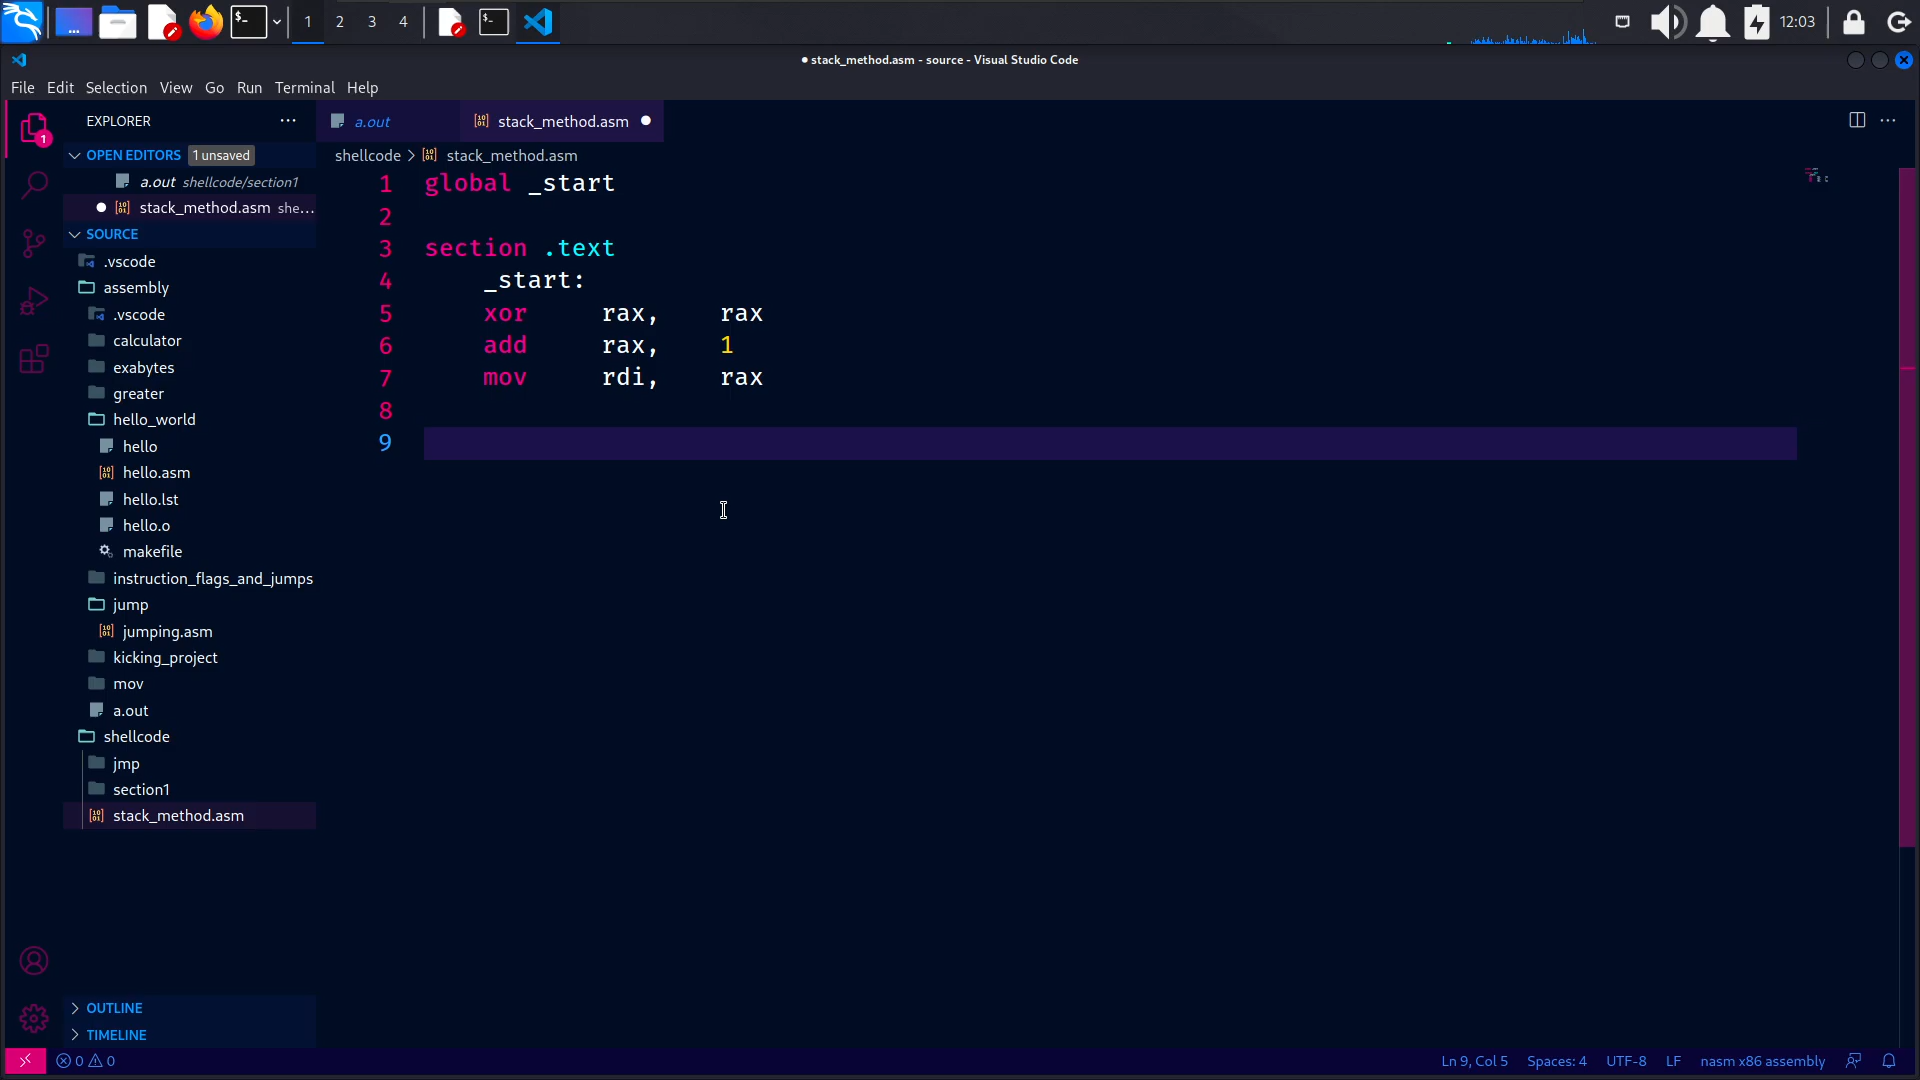 1
2
3
4
12:03
stack_method.asm - source - Visual Studio Code
File Edit Selection View Go Run Terminal Help
EXPLORER
OPEN EDITORS 1 unsaved
a.out shellcode/section1
stack_method.asm she...
SOURCE
.vscode
assembly
.vscode
calculator
exabytes
greater
hello_world
hello
hello.asm
hello.lst
hello.o
makefile
instruction_flags_and_jumps
jump
jumping.asm
kicking_project
mov
a.out
shellcode
jmp
section1
stack_method.asm
OUTLINE
TIMELINE
1
a.out
stack_method.asm
shellcode > stack_method.asm
1 global _start
2
3 section .text
4 _start:
5 xor rax, rax
6 add rax, 1
7 mov rdi, rax
8
9
0 0
Ln 9, Col 5 Spaces: 4 UTF-8 LF nasm x86 assembly